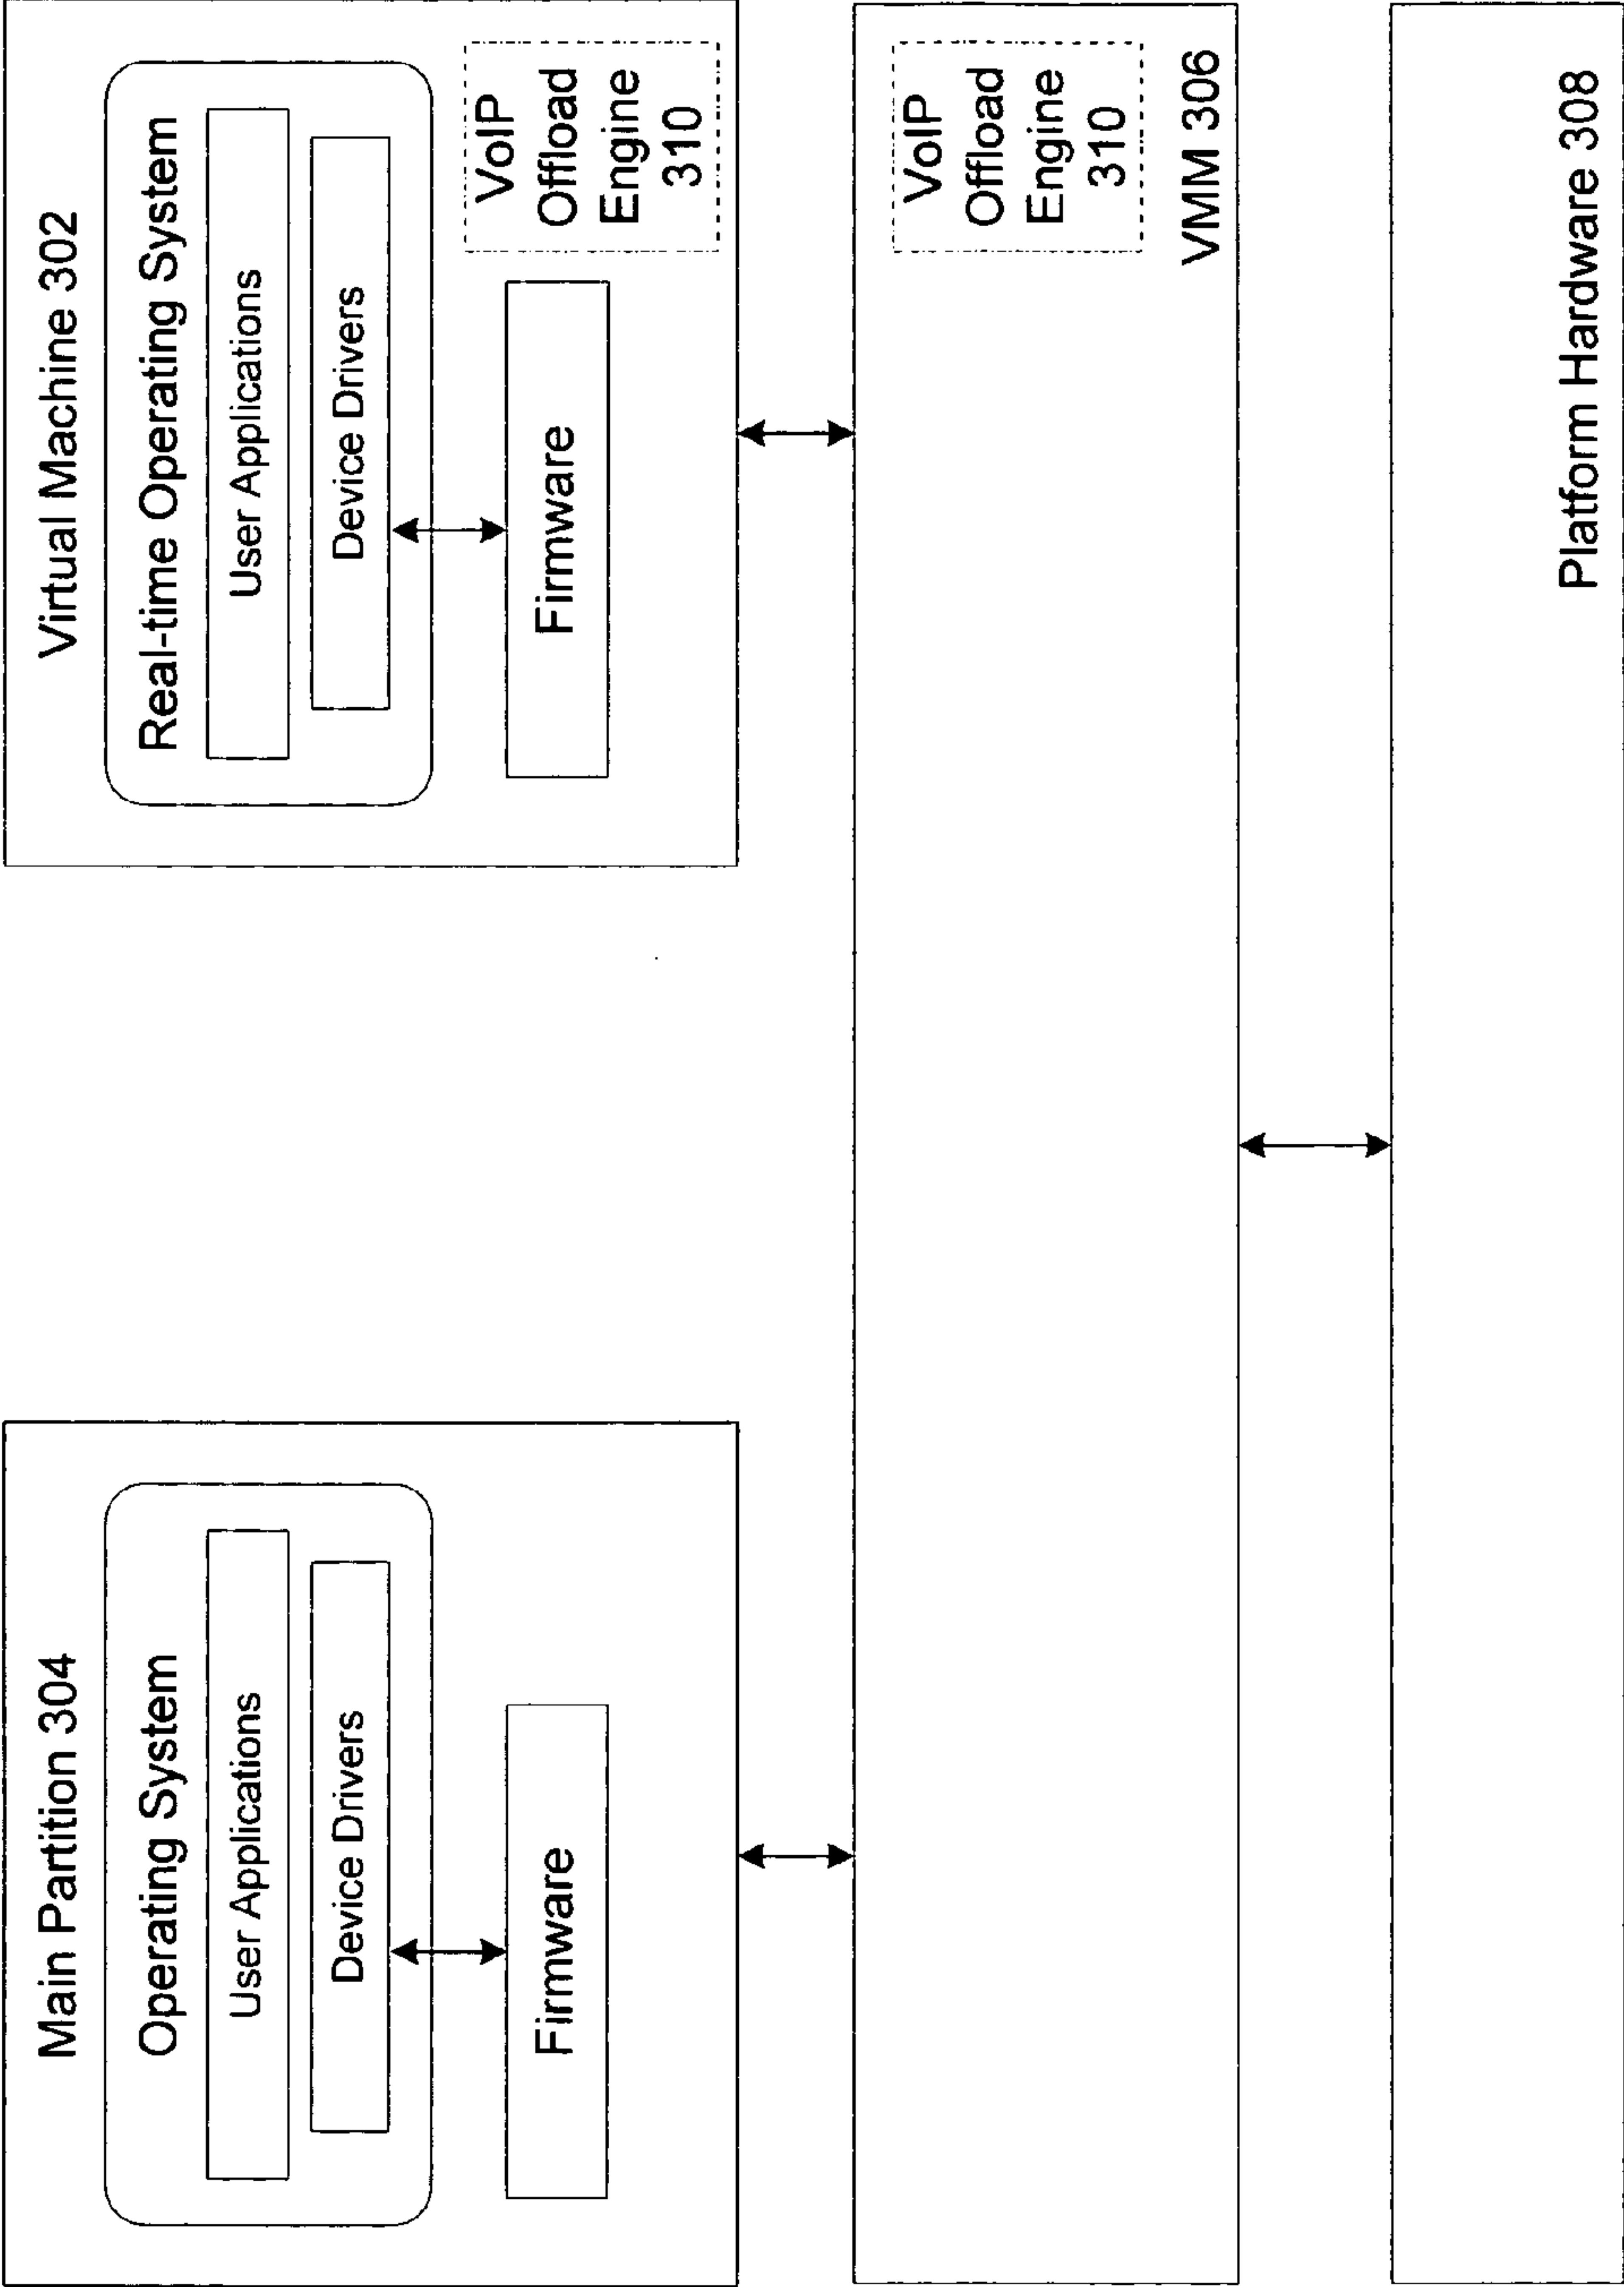 Main Partition 304
Operating System
User Applications
Device Drivers
Firmware
Virtual Machine 302
Real-time Operating System
User Applications
Device Drivers
Firmware
VoIP
Offload
Engine
310
VoIP
Offload
Engine
310
VMM 306
Platform Hardware 308